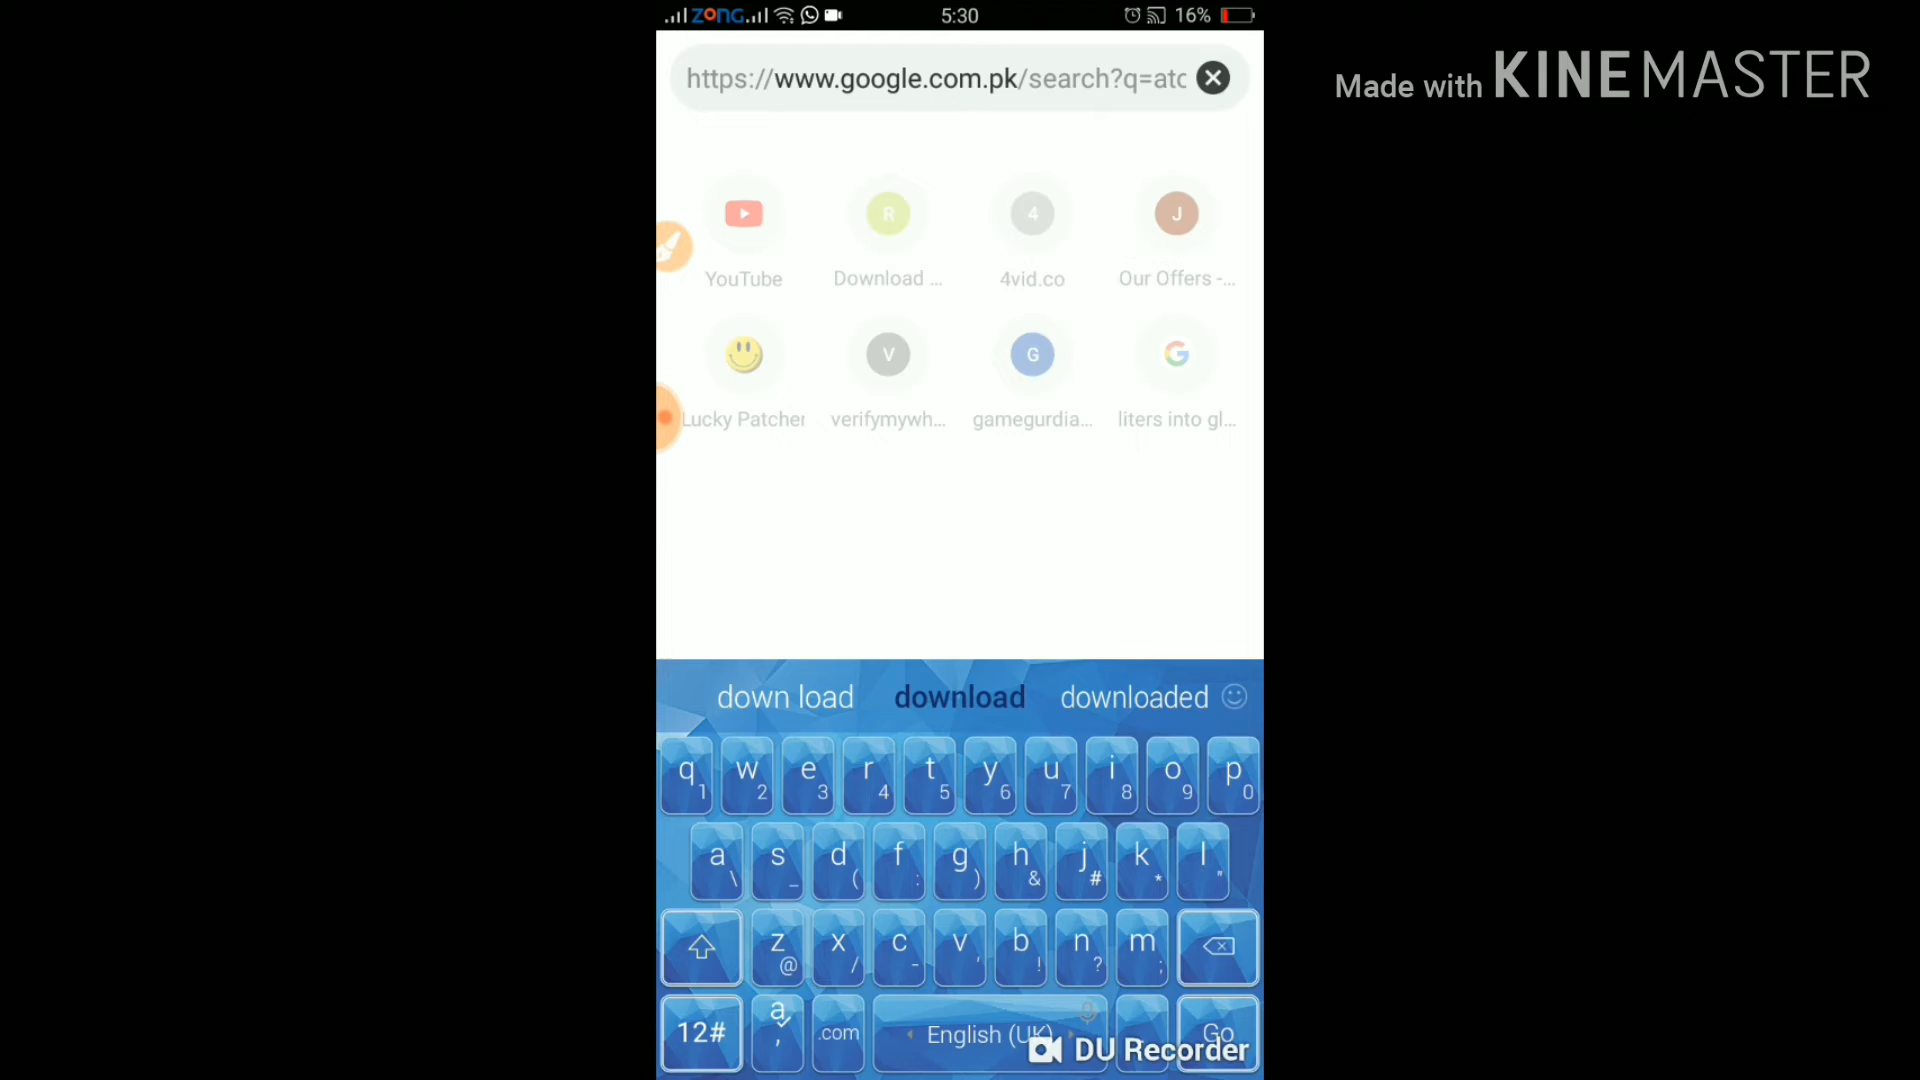 ZONG 5:30 16%
Made with KINEMASTER
https://www.google.com.pk/search?q=atc
R 4 J
YouTube Download ... 4vid.co Our Offers -...
V G
Lucky Patcher verifymywh... gamegurdia... liters into gl...
down load download downloaded
q w e r t y u i o p
1 2 3 4 5 6 7 8 9 0
a s d f g h j k l
\ _ ( : ) & # * "
z x c v b n m
@ / - ' ! ? ;
12# a , .com English (UK) Go
DU Recorder